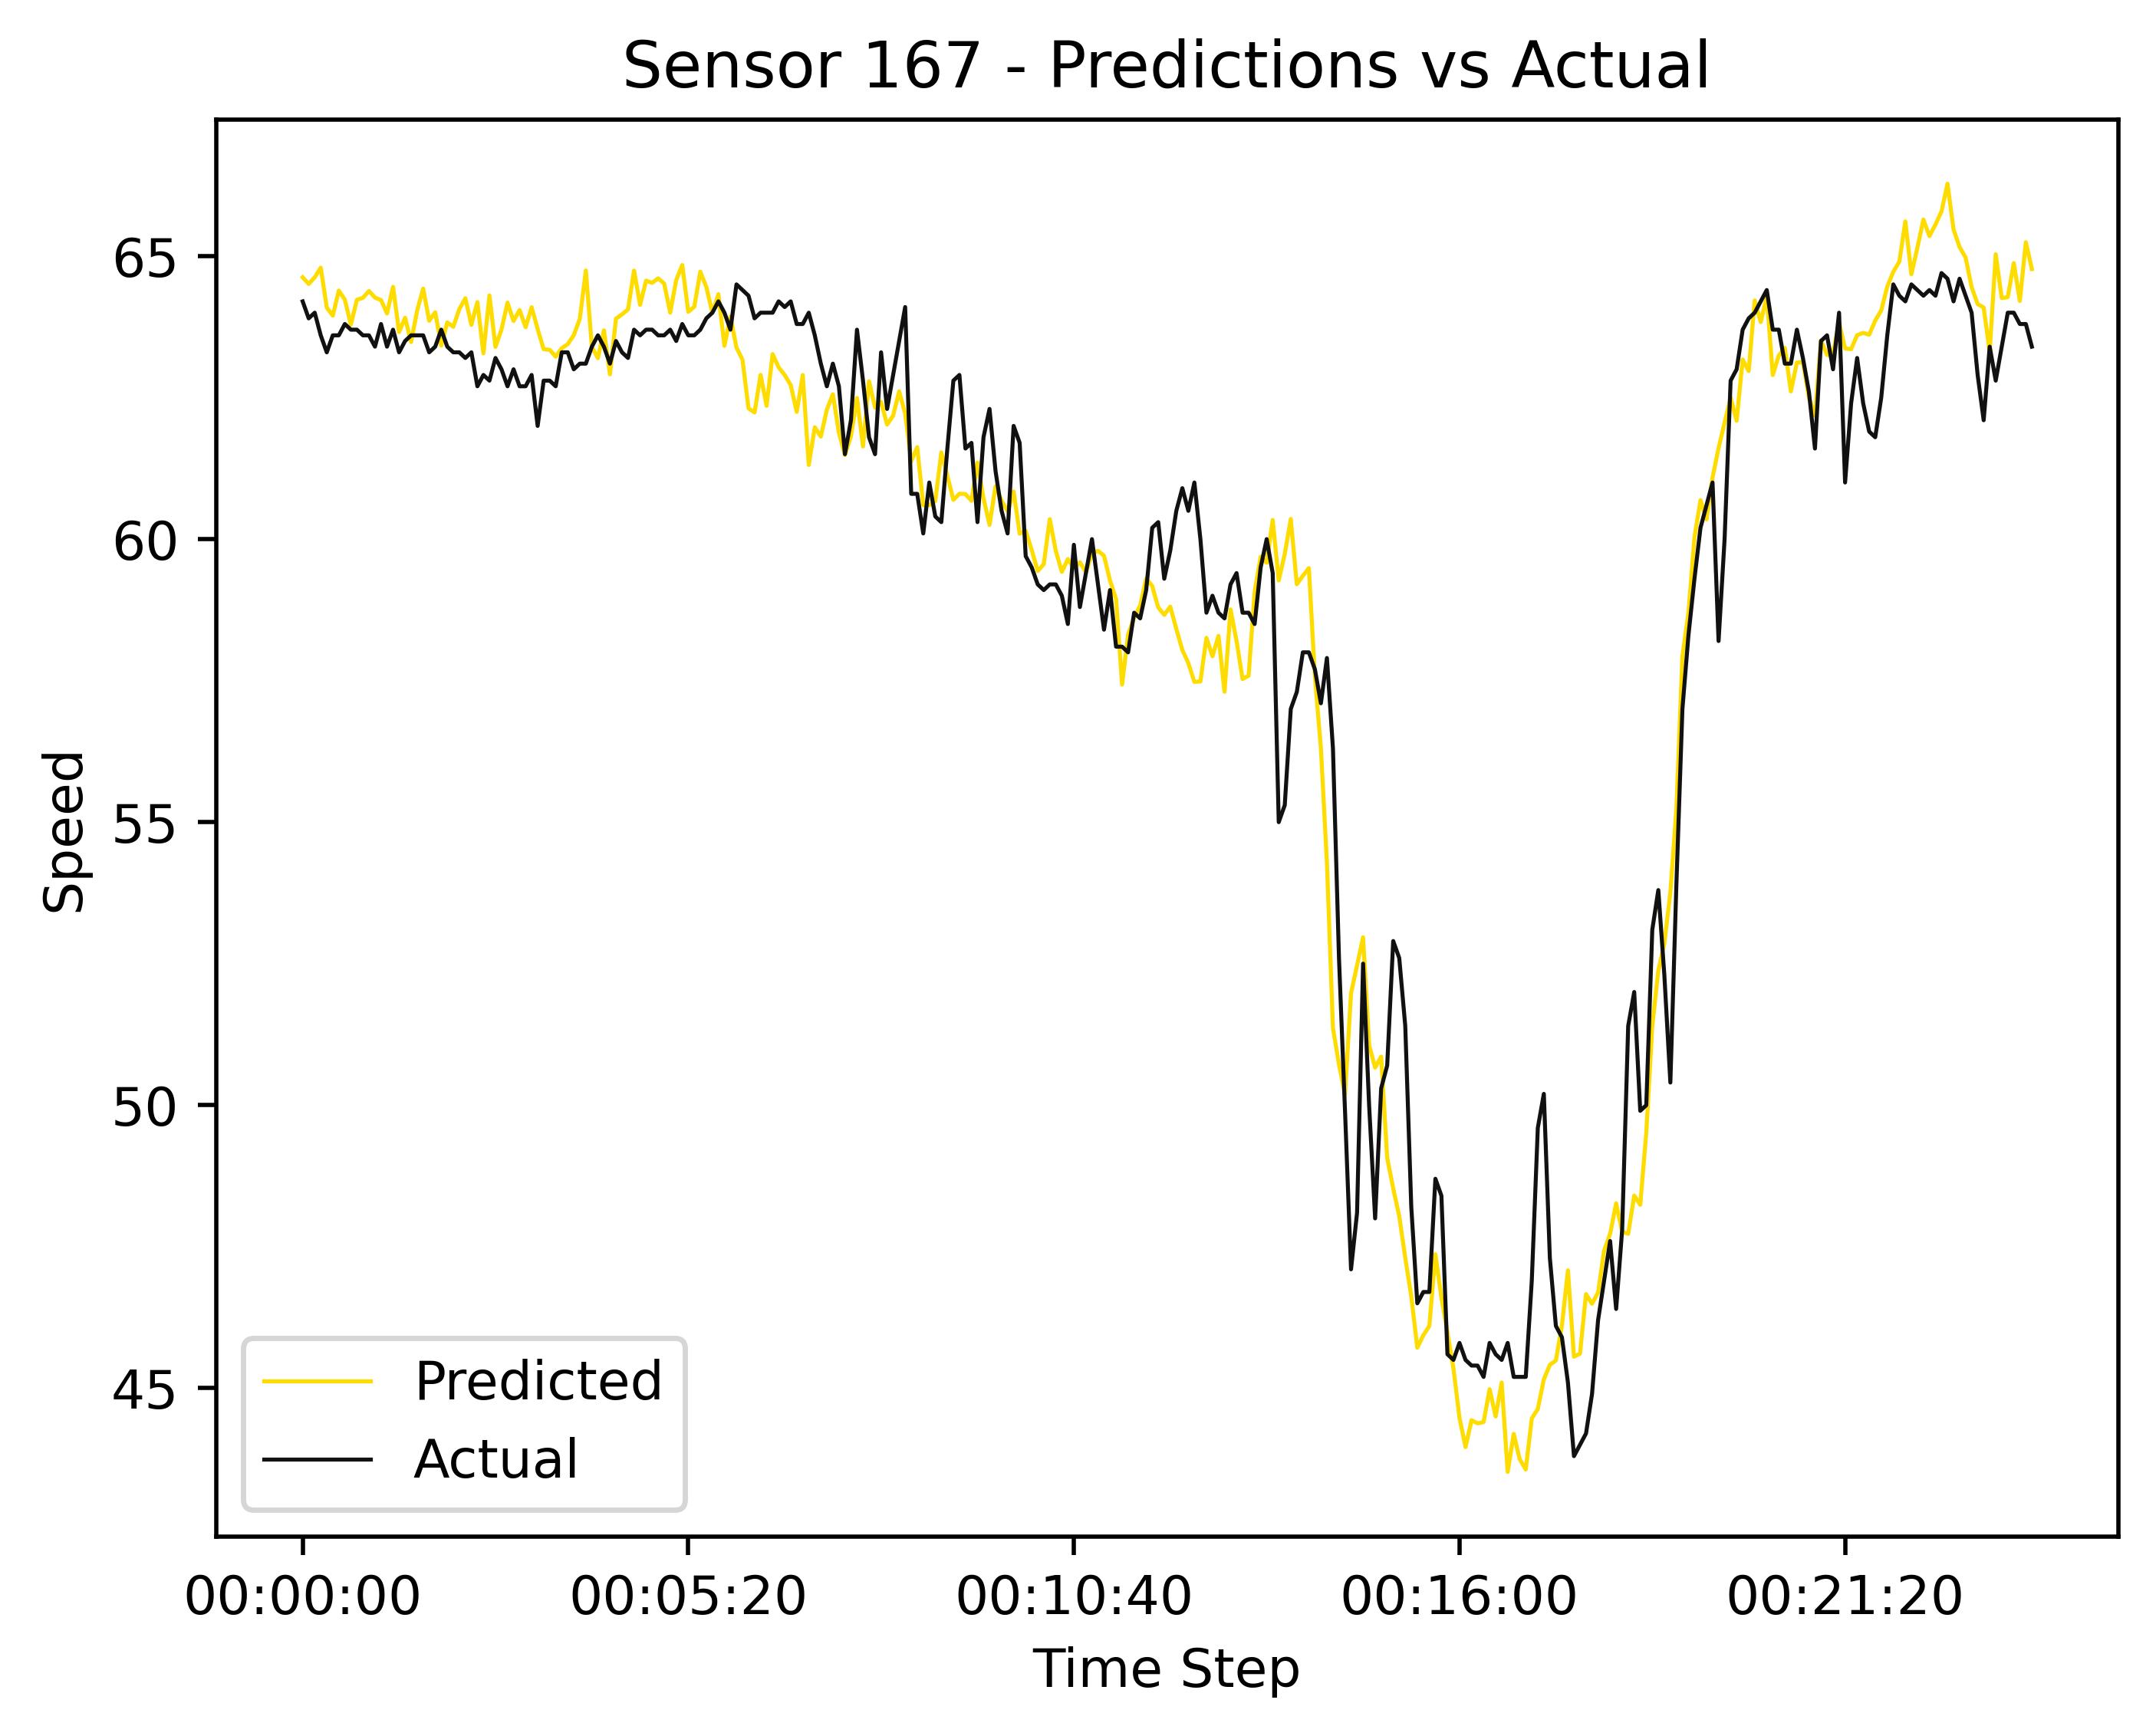 Sensor 167 - Predictions vs Actual
65
60
55
50
45
Speed
Predicted
Actual
00:00:00 00:05:20 00:10:40 00:16:00 00:21:20
Time Step